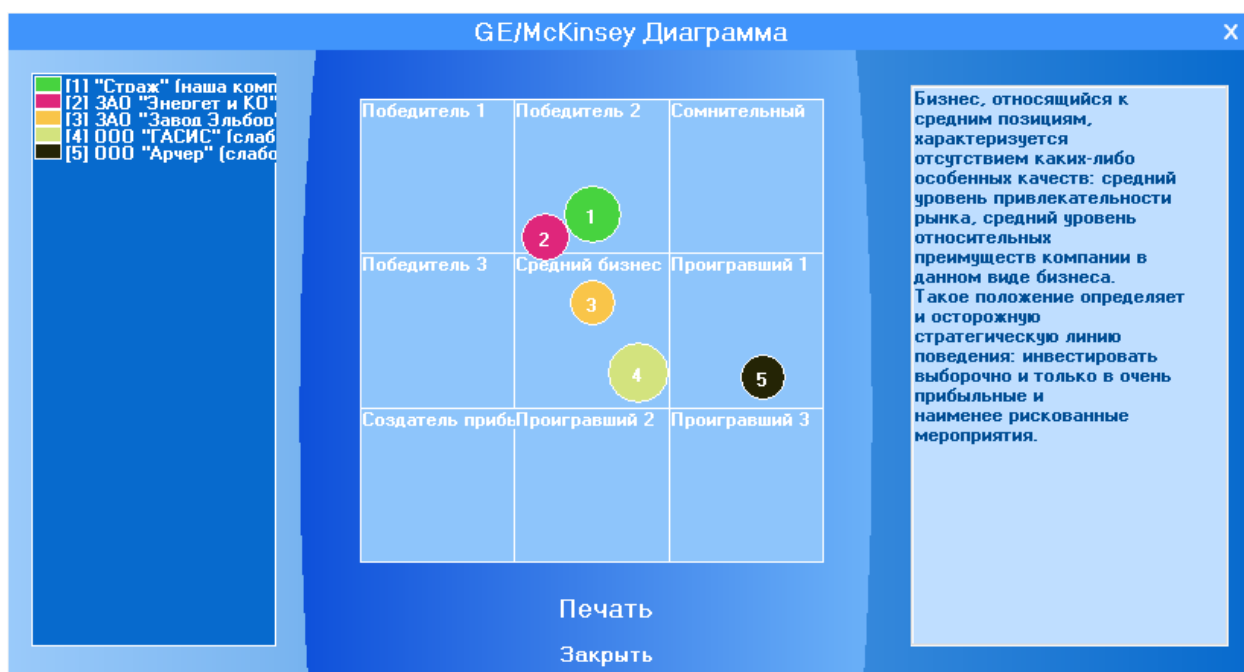 GE/McKinsey Диаграмма
X
[1] "Страж" (наша комп
[2] ЗАО "Энергет и КО"
[3] ЗАО "Завод Эльбор"
[4] ООО "ГАСИС" (слаб
[5] ООО "Арчер" (слабо
Победитель 1
Победитель 2
Сомнительный
1
2
Победитель 3
Средний бизнес
Проигравший 1
3
4
5
Создатель прибы
Проигравший 2
Проигравший 3
Бизнес, относящийся к
средним позициям,
характеризуется
отсутствием каких-либо
особенных качеств: средний
уровень привлекательности
рынка, средний уровень
относительных
преимуществ компании в
данном виде бизнеса.
Такое положение определяет
и осторожную
стратегическую линию
поведения: инвестировать
выборочно и только в очень
прибыльные и
наименее рискованные
мероприятия.
Печать
Закрыть